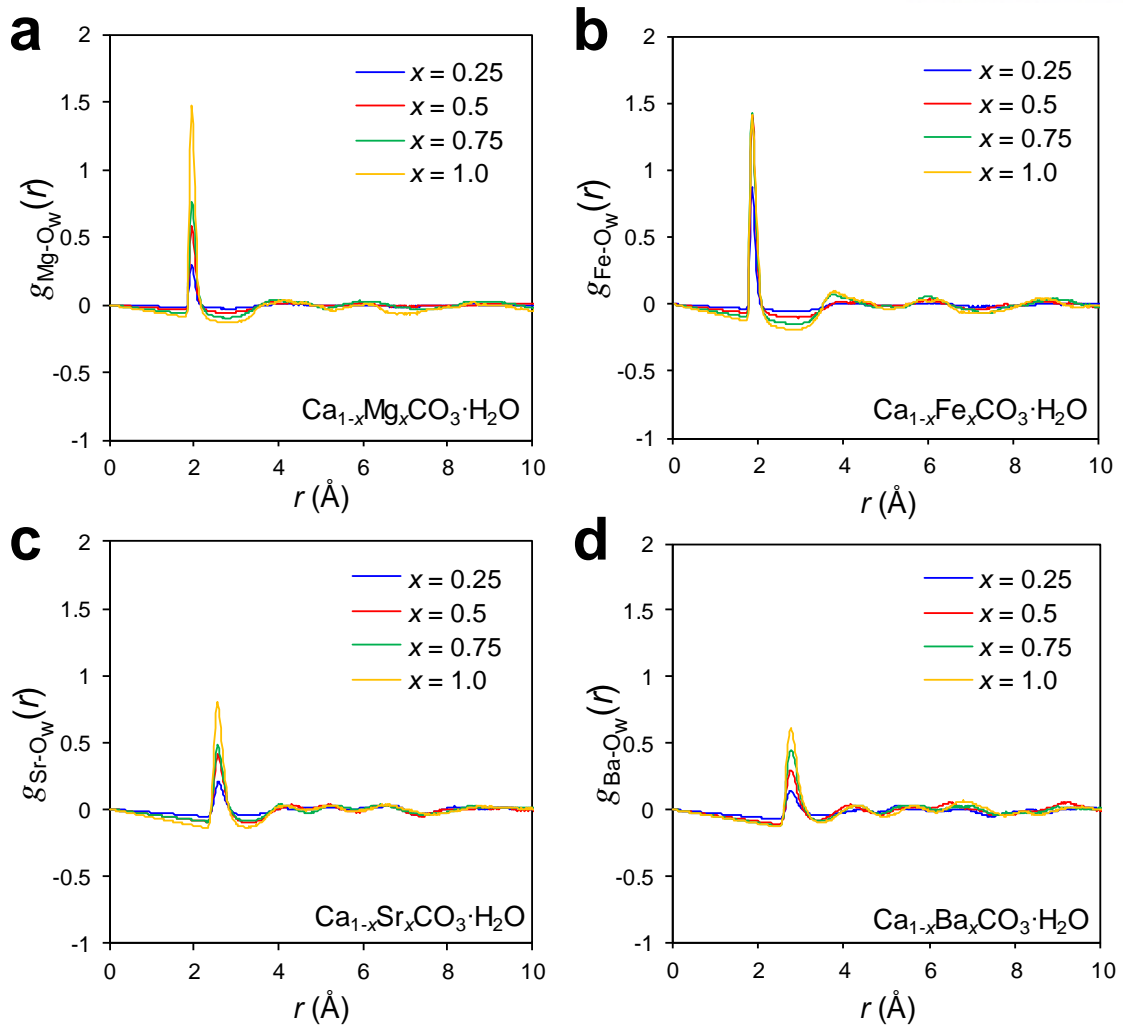 a
2
1.5
1
0.5
0
-0.5
-1
0 2 4 6 8 10
g Mg-OW(r)
r (Å)
x = 0.25
x = 0.5
x = 0.75
x = 1.0
Ca1-xMgxCO3·H2O
b
2
1.5
1
0.5
0
-0.5
-1
0 2 4 6 8 10
g Fe-OW(r)
r (Å)
x = 0.25
x = 0.5
x = 0.75
x = 1.0
Ca1-xFexCO3·H2O
c
2
1.5
1
0.5
0
-0.5
-1
0 2 4 6 8 10
g Sr-OW(r)
r (Å)
x = 0.25
x = 0.5
x = 0.75
x = 1.0
Ca1-xSrxCO3·H2O
d
2
1.5
1
0.5
0
-0.5
-1
0 2 4 6 8 10
g Ba-OW(r)
r (Å)
x = 0.25
x = 0.5
x = 0.75
x = 1.0
Ca1-xBaxCO3·H2O